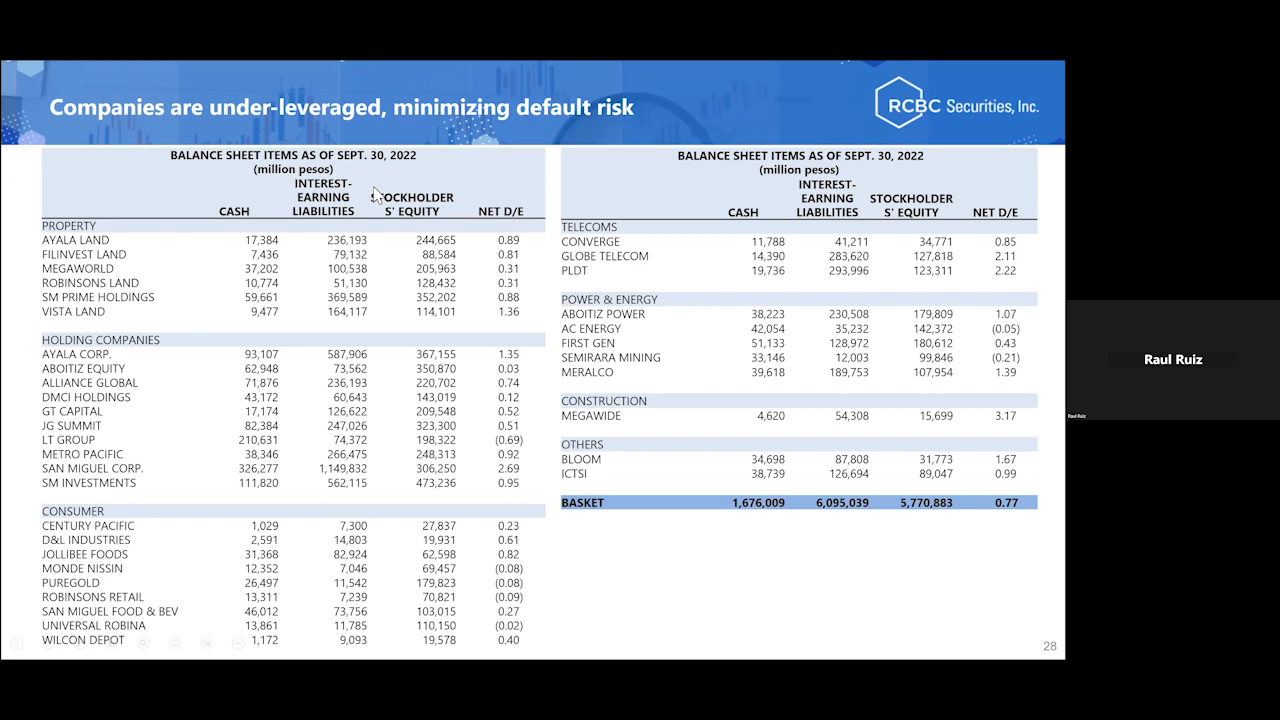 Companies are under-leveraged, minimizing default risk
RCBC Securities, Inc.
BALANCE SHEET ITEMS AS OF SEPT. 30, 2022
(million pesos)
INTEREST-
EARNING STOCKHOLDER
CASH LIABILITIES S' EQUITY NET D/E
PROPERTY
AYALA LAND 17,384 236,193 244,665 0.89
FILINVEST LAND 7,436 79,132 88,584 0.81
MEGAWORLD 37,202 100,538 205,963 0.31
ROBINSONS LAND 10,774 51,130 128,432 0.31
SM PRIME HOLDINGS 59,661 369,589 352,202 0.88
VISTA LAND 9,477 164,117 114,101 1.36
HOLDING COMPANIES
AYALA CORP. 93,107 587,906 367,155 1.35
ABOITIZ EQUITY 62,948 73,562 350,870 0.03
ALLIANCE GLOBAL 71,876 236,193 220,702 0.74
DMCI HOLDINGS 43,172 60,643 143,019 0.12
GT CAPITAL 17,174 126,622 209,548 0.52
JG SUMMIT 82,384 247,026 323,300 0.51
LT GROUP 210,631 74,372 198,322 (0.69)
METRO PACIFIC 38,346 266,475 248,313 0.92
SAN MIGUEL CORP. 326,277 1,149,832 306,250 2.69
SM INVESTMENTS 111,820 562,115 473,236 0.95
CONSUMER
CENTURY PACIFIC 1,029 7,300 27,837 0.23
D&L INDUSTRIES 2,591 14,803 19,931 0.61
JOLLIBEE FOODS 31,368 82,924 62,598 0.82
MONDE NISSIN 12,352 7,046 69,457 (0.08)
PUREGOLD 26,497 11,542 179,823 (0.08)
ROBINSONS RETAIL 13,311 7,239 70,821 (0.09)
SAN MIGUEL FOOD & BEV 46,012 73,756 103,015 0.27
UNIVERSAL ROBINA 13,861 11,785 110,150 (0.02)
WILCON DEPOT 1,172 9,093 19,578 0.40
BALANCE SHEET ITEMS AS OF SEPT. 30, 2022
(million pesos)
INTEREST-
EARNING STOCKHOLDER
CASH LIABILITIES S' EQUITY NET D/E
TELECOMS
CONVERGE 11,788 41,211 34,771 0.85
GLOBE TELECOM 14,390 283,620 127,818 2.11
PLDT 19,736 293,996 123,311 2.22
POWER & ENERGY
ABOITIZ POWER 38,223 230,508 179,809 1.07
AC ENERGY 42,054 35,232 142,372 (0.05)
FIRST GEN 51,133 128,972 180,612 0.43
SEMIRARA MINING 33,146 12,003 99,846 (0.21)
MERALCO 39,618 189,753 107,954 1.39
CONSTRUCTION
MEGAWIDE 4,620 54,308 15,699 3.17
OTHERS
BLOOM 34,698 87,808 31,773 1.67
ICTSI 38,739 126,694 89,047 0.99
BASKET 1,676,009 6,095,039 5,770,883 0.77
28
Raul Ruiz
Raul Ruiz